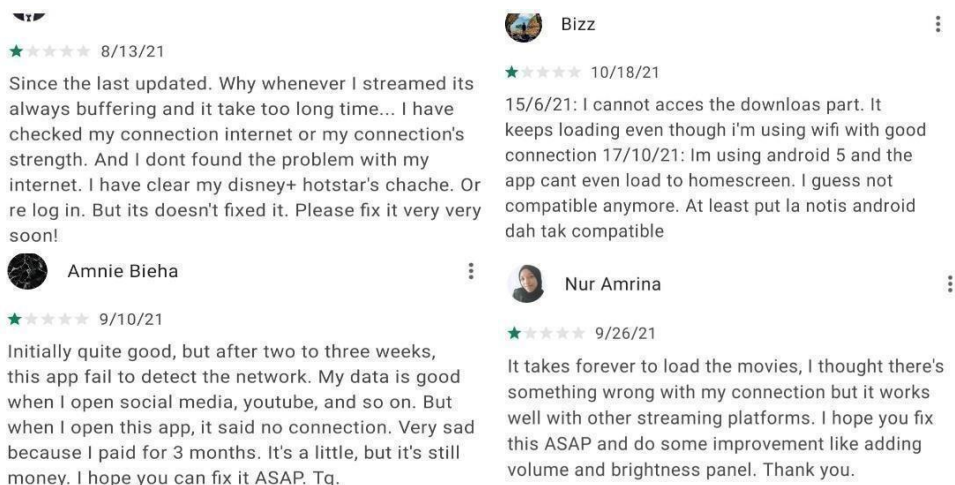 8/13/21
Since the last updated. Why whenever I streamed its
always buffering and it take too long time... I have
checked my connection internet or my connection's
strength. And I dont found the problem with my
internet. I have clear my disney+ hotstar's chache. Or
re log in. But its doesn't fixed it. Please fix it very very
soon!
Amnie Bieha
9/10/21
Initially quite good, but after two to three weeks,
this app fail to detect the network. My data is good
when I open social media, youtube, and so on. But
when I open this app, it said no connection. Very sad
because I paid for 3 months. It's a little, but it's still
money. I hope you can fix it ASAP. Tq.
Bizz
10/18/21
15/6/21: I cannot acces the downloas part. It
keeps loading even though i'm using wifi with good
connection 17/10/21: Im using android 5 and the
app cant even load to homescreen. I guess not
compatible anymore. At least put la notis android
dah tak compatible
Nur Amrina
9/26/21
It takes forever to load the movies, I thought there's
something wrong with my connection but it works
well with other streaming platforms. I hope you fix
this ASAP and do some improvement like adding
volume and brightness panel. Thank you.